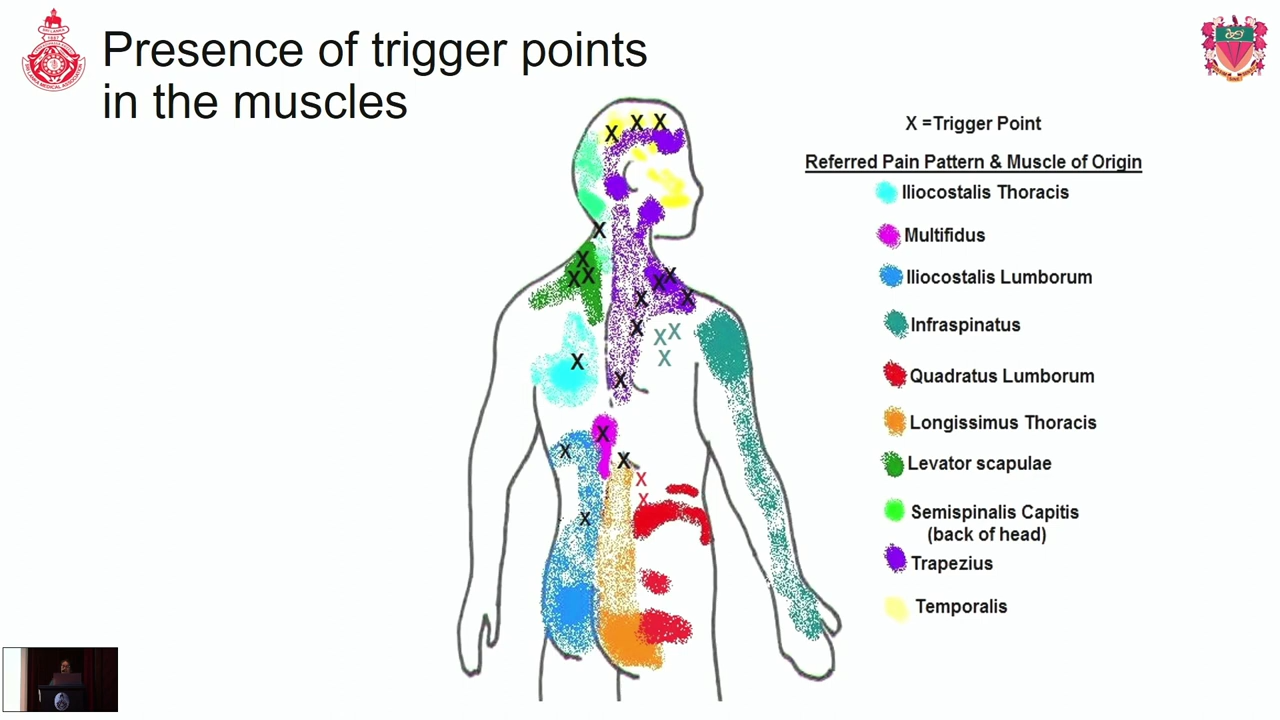 Presence of trigger points
in the muscles
X =Trigger Point
Referred Pain Pattern & Muscle of Origin
Iliocostalis Thoracis
Multifidus
Iliocostalis Lumborum
Infraspinatus
Quadratus Lumborum
Longissimus Thoracis
Levator scapulae
Semispinalis Capitis
(back of head)
Trapezius
Temporalis
X X X
X
X
X X
X X
X X
X
X
X X
X
X
X
X
X
X
X
X
X